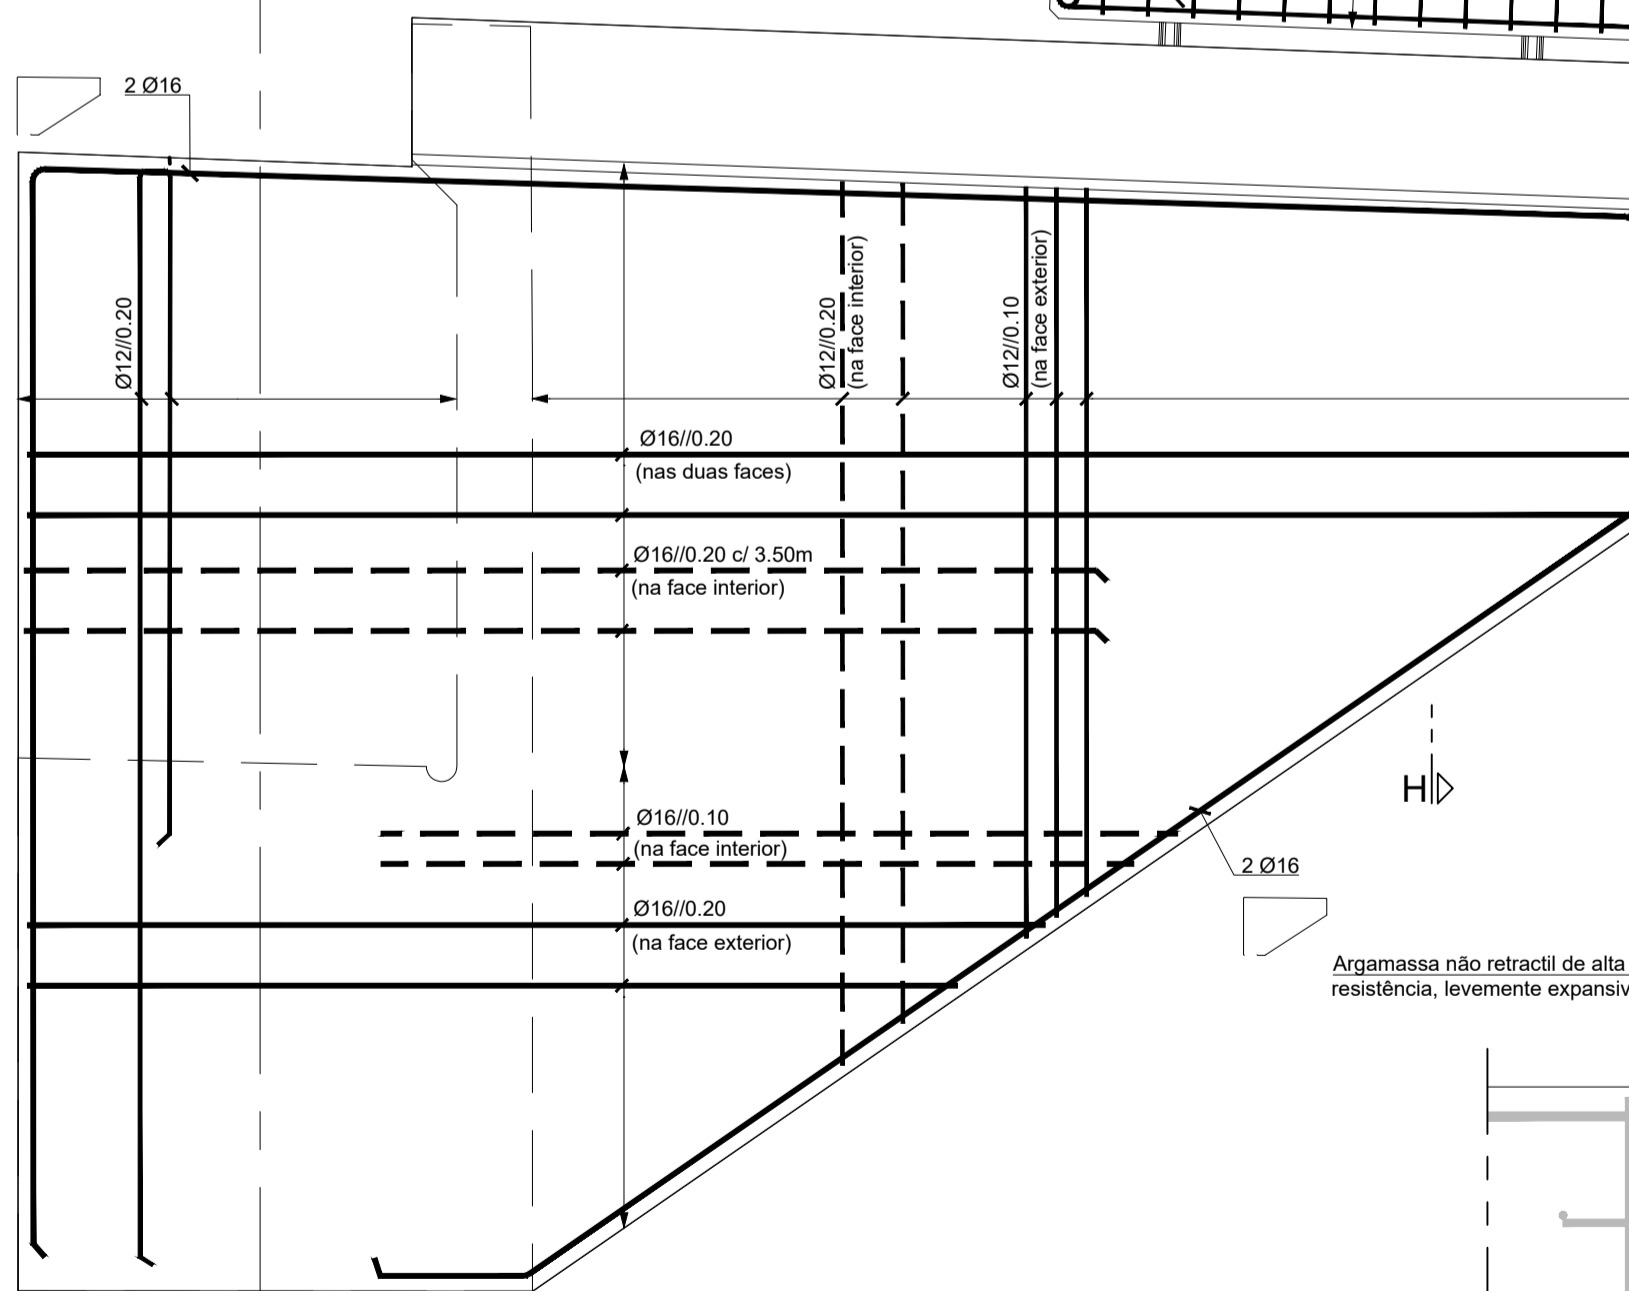 2 Ø16
Ø12//0.20
Ø12//0.20
(na face interior)
Ø12//0.10
(na face exterior)
Ø16//0.20
(nas duas faces)
Ø16//0.20 c/ 3.50m
(na face interior)
H
Ø16//0.10
(na face interior)
2 Ø16
Ø16//0.20
(na face exterior)
Argamassa não retractil de alta
resistência, levemente expansiv